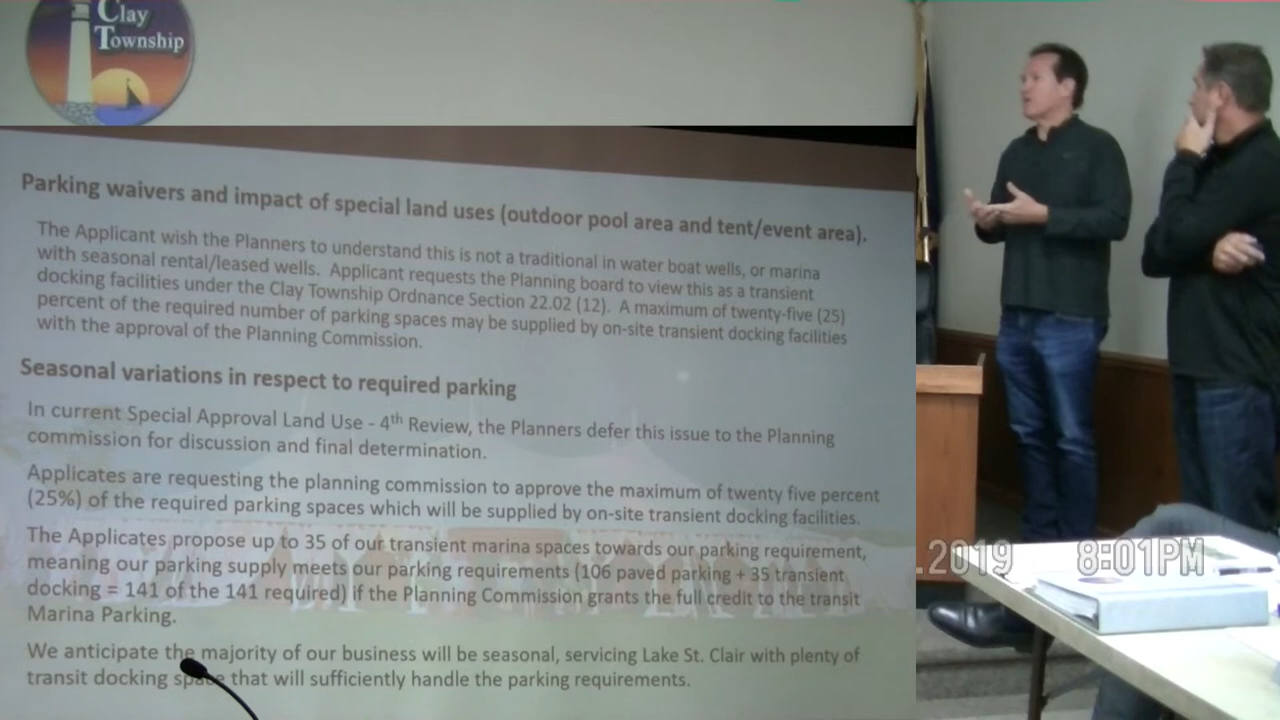 Clay
Township
Parking waivers and impact of special land uses (outdoor pool area and tent/event area).
The Applicant wish the Planners to understand this is not a traditional in water boat wells, or marina
with seasonal rental/leased wells. Applicant requests the Planning board to view this as a transient
docking facilities under the Clay Township Ordnance Section 22.02 (12). A maximum of twenty-five (25)
percent of the required number of parking spaces may be supplied by on-site transient docking facilities
with the approval of the Planning Commission.
Seasonal variations in respect to required parking
In current Special Approval Land Use - 4th Review, the Planners defer this issue to the Planning
commission for discussion and final determination.
Applicates are requesting the planning commission to approve the maximum of twenty five percent
(25%) of the required parking spaces which will be supplied by on-site transient docking facilities.
The Applicates propose up to 35 of our transient marina spaces towards our parking requirement,
meaning our parking supply meets our parking requirements (106 paved parking + 35 transient
docking = 141 of the 141 required) if the Planning Commission grants the full credit to the transit
Marina Parking.
We anticipate the majority of our business will be seasonal, servicing Lake St. Clair with plenty of
transit docking space that will sufficiently handle the parking requirements.
.2019 8:01PM